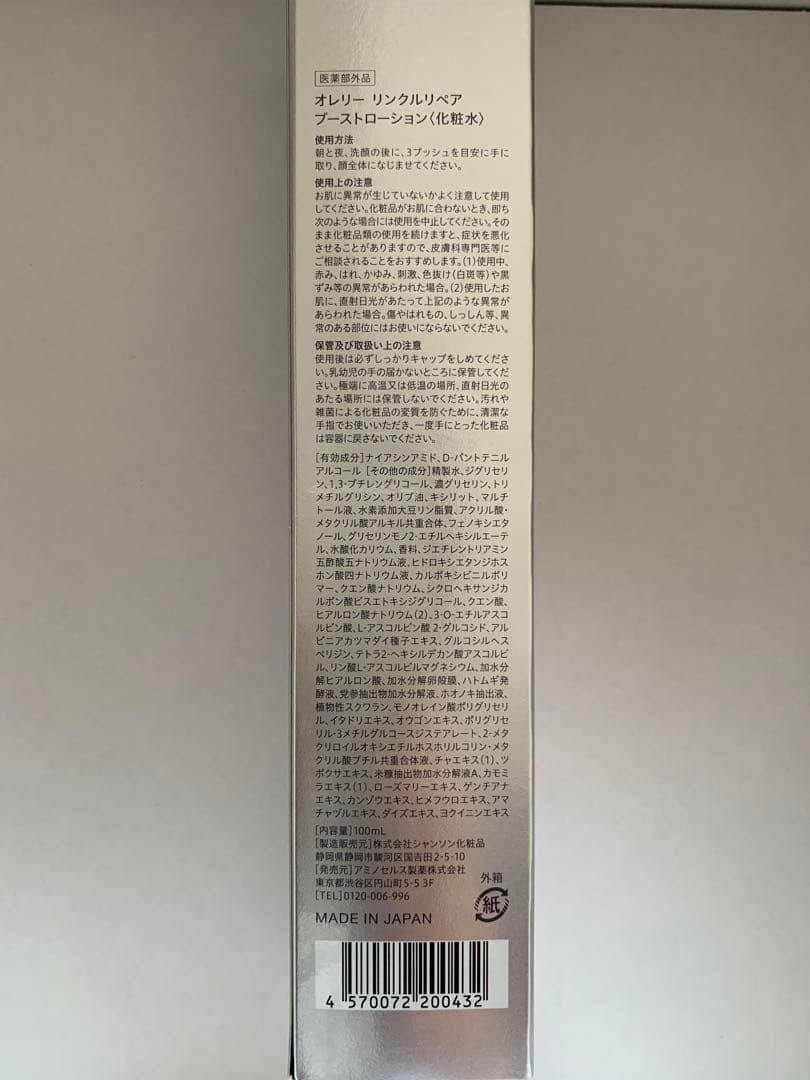 医薬部外品
オレリー リンクルリペア
ブーストローション〈化粧水〉
使用方法
朝と夜、洗顔の後に、3プッシュを目安に手に
取り、顔全体になじませてください。
使用上の注意
お肌に異常が生じていないかよく注意して使用
してください。化粧品がお肌に合わないとき、即ち
次のような場合には使用を中止してください。その
まま化粧品類の使用を続けますと、症状を悪化
させることがありますので、皮膚科専門医等に
ご相談されることをおすすめします。(1)使用中、
赤み、はれ、かゆみ、刺激、色抜け(白斑等)や黒
ずみ等の異常があらわれた場合。(2)使用したお
肌に、直射日光があたって上記のような異常が
あらわれた場合。傷やはれもの、しっしん等、異
常のある部位にはお使いにならないでください。
保管及び取扱い上の注意
使用後は必ずしっかりキャップをしめてくださ
い。乳幼児の手の届かないところに保管してくだ
さい。極端に高温又は低温の場所、直射日光の
あたる場所には保管しないでください。汚れや
雑菌による化粧品の変質を防ぐために、清潔な
手指でお使いいただき、一度手にとった化粧品
は容器に戻さないでください。
[有効成分]ナイアシンアミド、D-パントテニル
アルコール [その他の成分]精製水、ジグリセリ
ン、1,3-ブチレングリコール、濃グリセリン、トリ
メチルグリシン、オリブ油、キシリット、マルチ
トール液、水素添加大豆リン脂質、アクリル酸・
メタクリル酸アルキル共重合体、フェノキシエタ
ノール、グリセリンモノ2-エチルヘキシルエーテ
ル、水酸化カリウム、香料、ジエチレントリアミン
五酢酸五ナトリウム液、ヒドロキシエタンジホス
ホン酸四ナトリウム液、カルボキシビニルポリ
マー、クエン酸ナトリウム、シクロヘキサンジカ
ルボン酸ビスエトキシジグリコール、クエン酸、
ヒアルロン酸ナトリウム(2)、3-O-エチルアスコ
ルビン酸、L-アスコルビン酸 2-グルコシド、アル
ピニアカツマダイ種子エキス、グルコシルヘス
ペリジン、テトラ2-ヘキシルデカン酸アスコルビ
ル、リン酸L-アスコルビルマグネシウム、加水分
解ヒアルロン酸、加水分解卵殻膜、ハトムギ発
酵液、党参抽出物加水分解液、ホオノキ抽出液、
植物性スクワラン、モノオレイン酸ポリグリセリ
ル、イタドリエキス、オウゴンエキス、ポリグリセ
リル-3メチルグルコースジステアレート、2-メタ
クリロイルオキシエチルホスホリルコリン・メタ
クリル酸ブチル共重合体液、チャエキス(1)、ツ
ボクサエキス、米糠抽出物加水分解液A、カモミ
ラエキス(1)、ローズマリーエキス、ゲンチアナ
エキス、カンゾウエキス、ヒメフウロエキス、アマ
チャヅルエキス、ダイズエキス、ヨクイニンエキス
[内容量]100mL
[製造販売元]株式会社シャンソン化粧品
静岡県静岡市駿河区国吉田2-5-10
[発売元]アミノセルス製薬株式会社
東京都渋谷区円山町5-5 3F
[TEL]0120-006-996
外箱
紙
MADE IN JAPAN
4 570072 200432